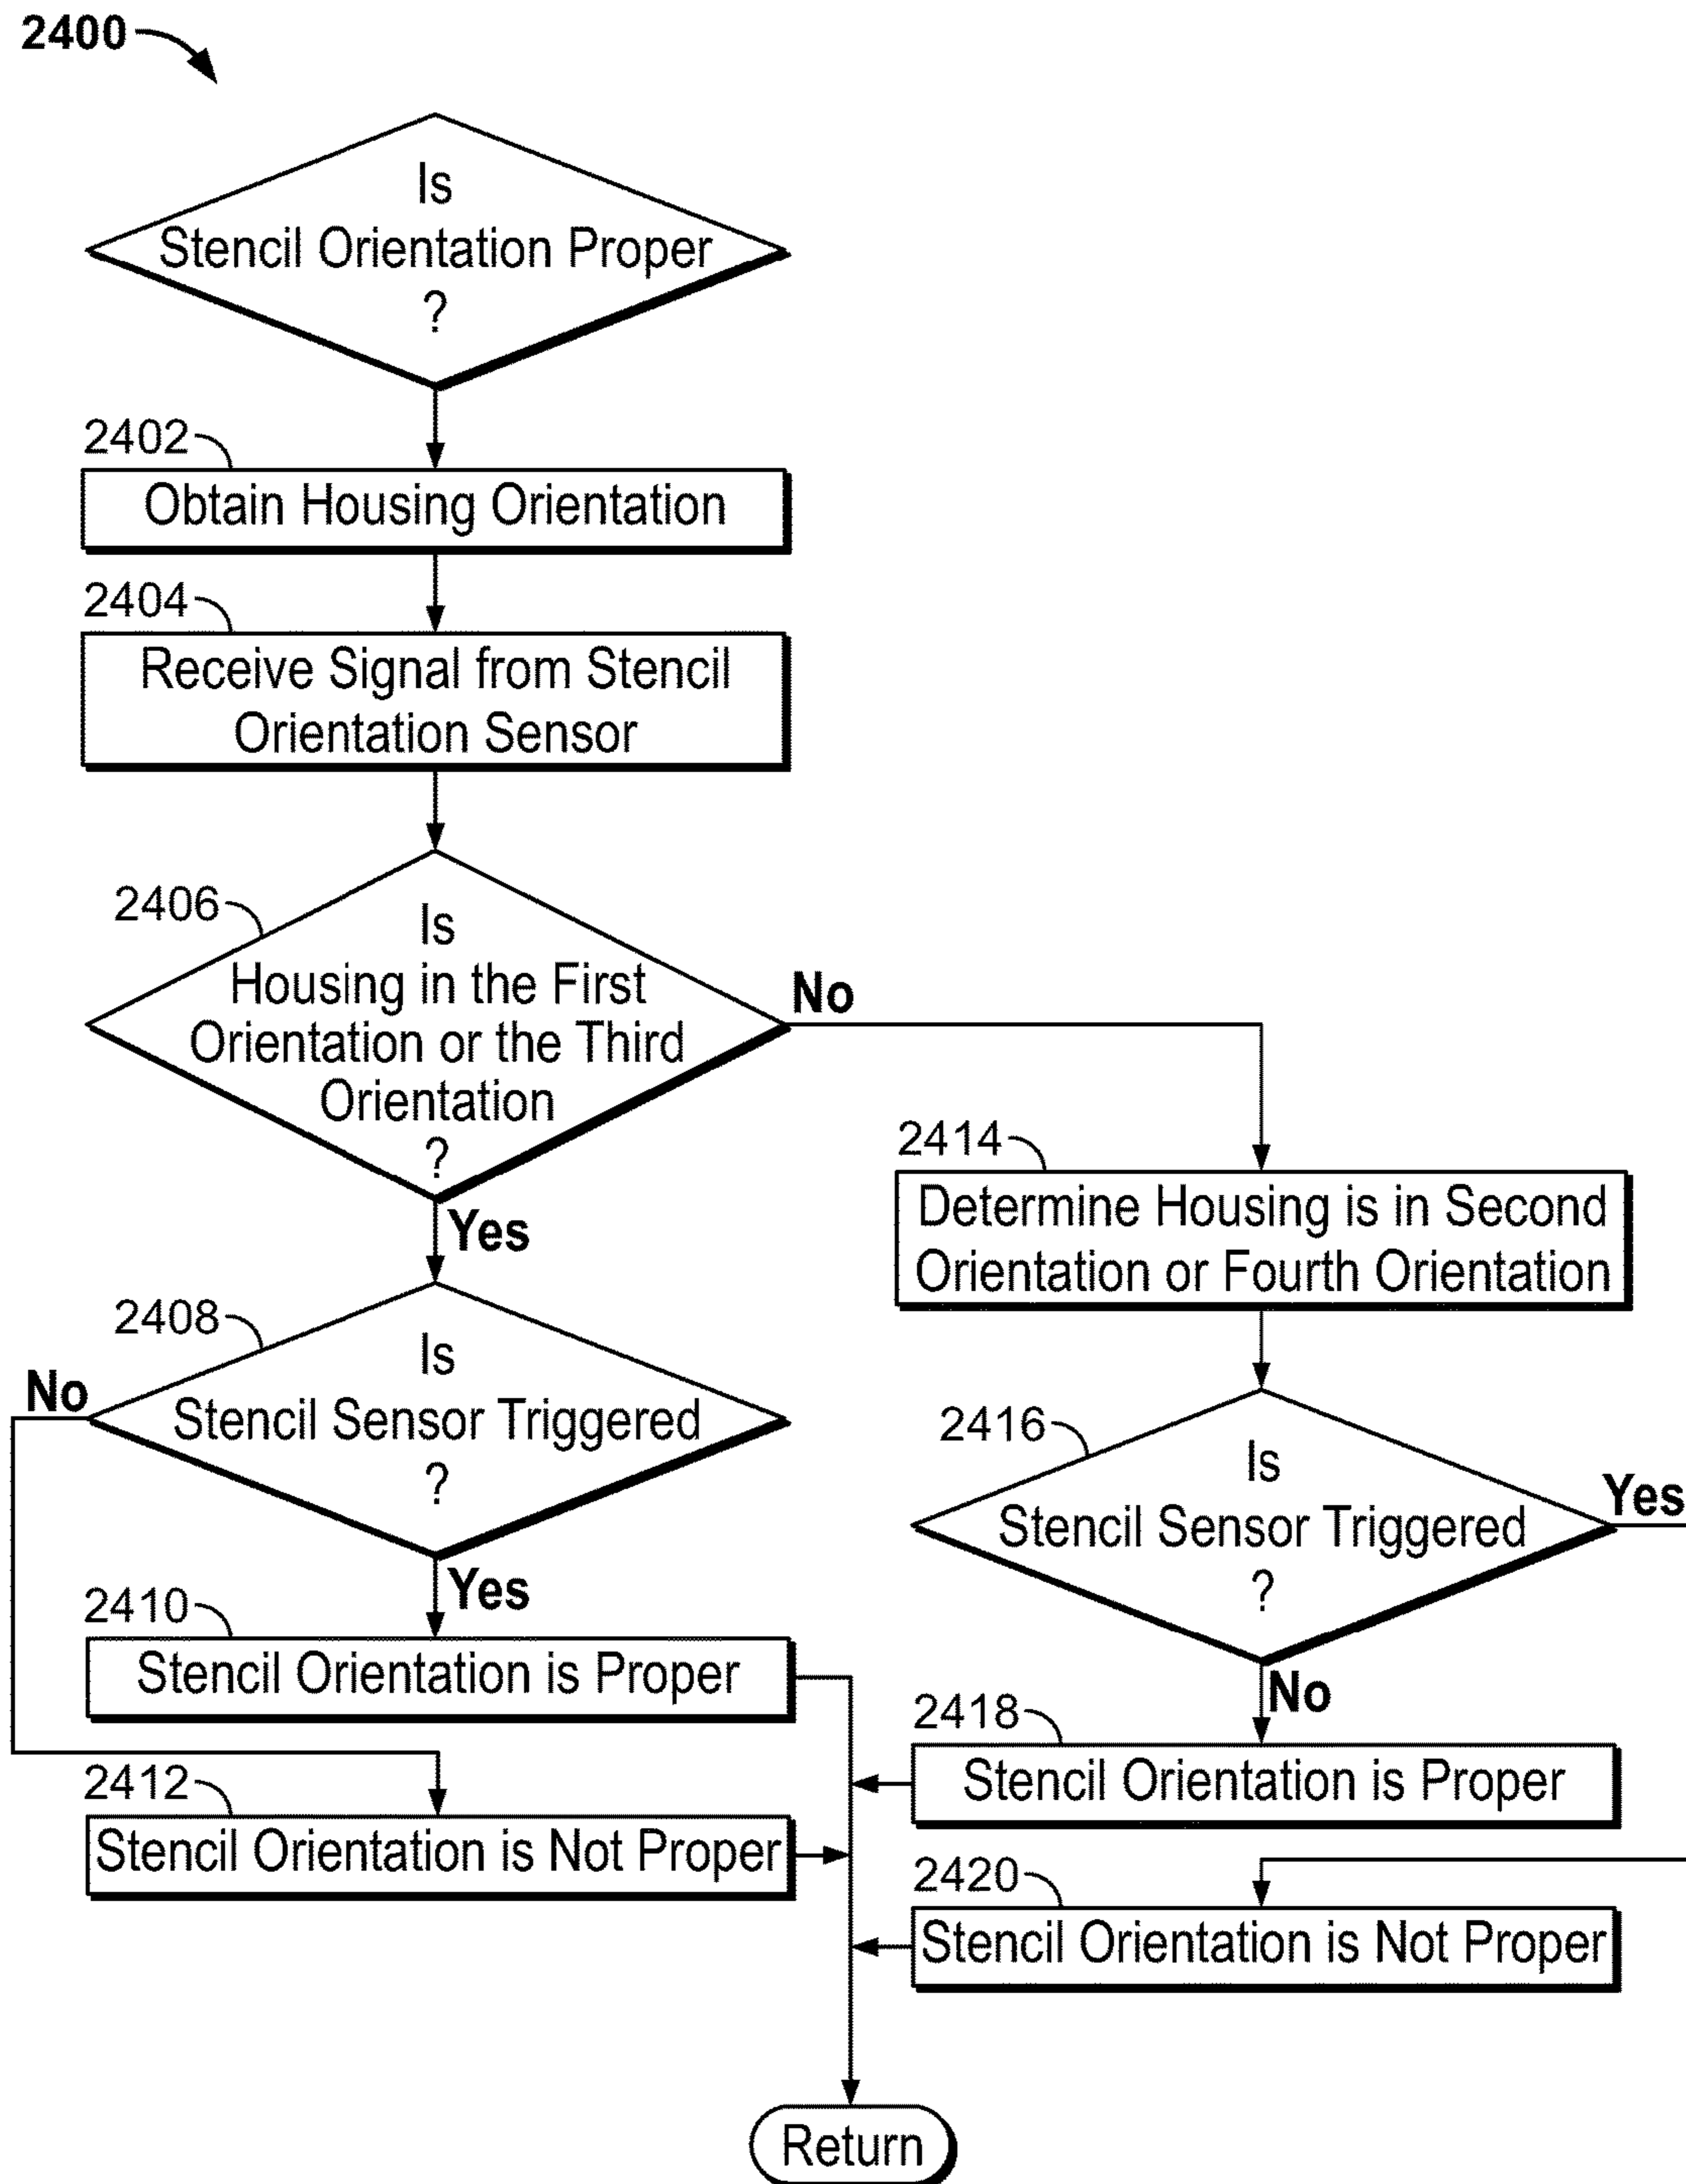 2400
Is
Stencil Orientation Proper
?
2402
Obtain Housing Orientation
2404
Receive Signal from Stencil
Orientation Sensor
2406
Is
Housing in the First
Orientation or the Third
Orientation
?
No
Yes
2408
Is
Stencil Sensor Triggered
?
No
Yes
2410
Stencil Orientation is Proper
2412
Stencil Orientation is Not Proper
2414
Determine Housing is in Second
Orientation or Fourth Orientation
2416
Is
Stencil Sensor Triggered
?
Yes
No
2418
Stencil Orientation is Proper
2420
Stencil Orientation is Not Proper
Return